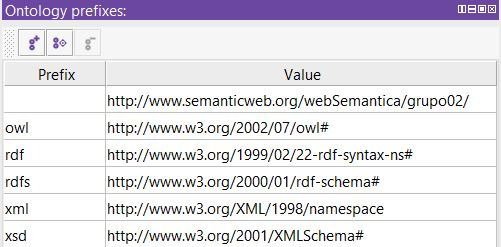 Ontology prefixes:
Prefix Value
http://www.semanticweb.org/webSemantica/grupo02/
owl http://www.w3.org/2002/07/owl#
rdf http://www.w3.org/1999/02/22-rdf-syntax-ns#
rdfs http://www.w3.org/2000/01/rdf-schema#
xml http://www.w3.org/XML/1998/namespace
xsd http://www.w3.org/2001/XMLSchema#